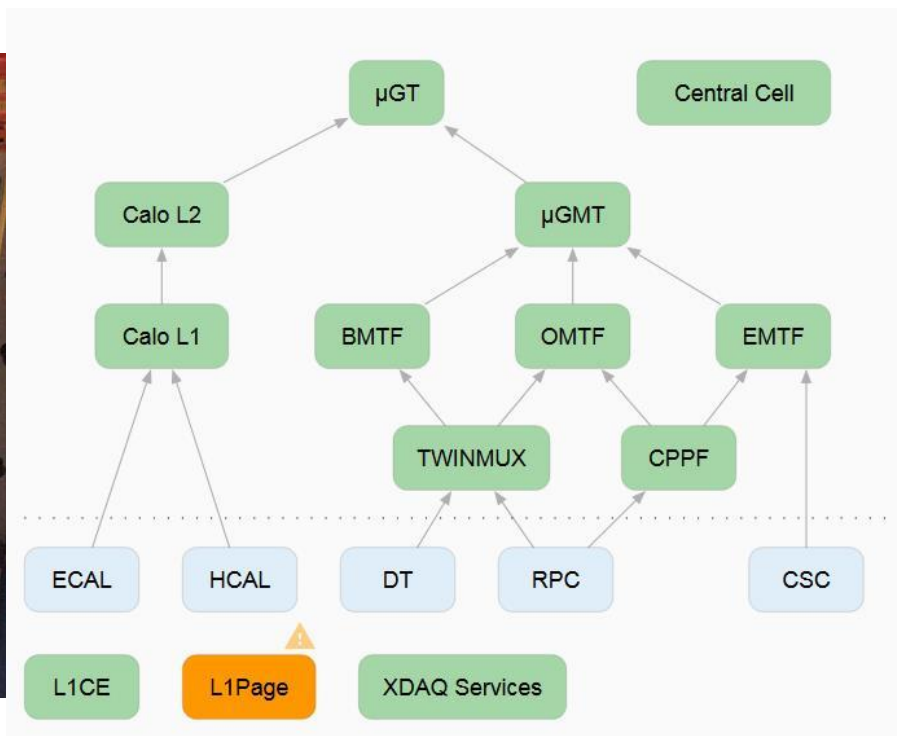 µGT
Central Cell
Calo L2
µGMT
Calo L1
BMTF
OMTF
EMTF
TWINMUX
CPPF
ECAL
HCAL
DT
RPC
CSC
L1CE
L1Page
XDAQ Services